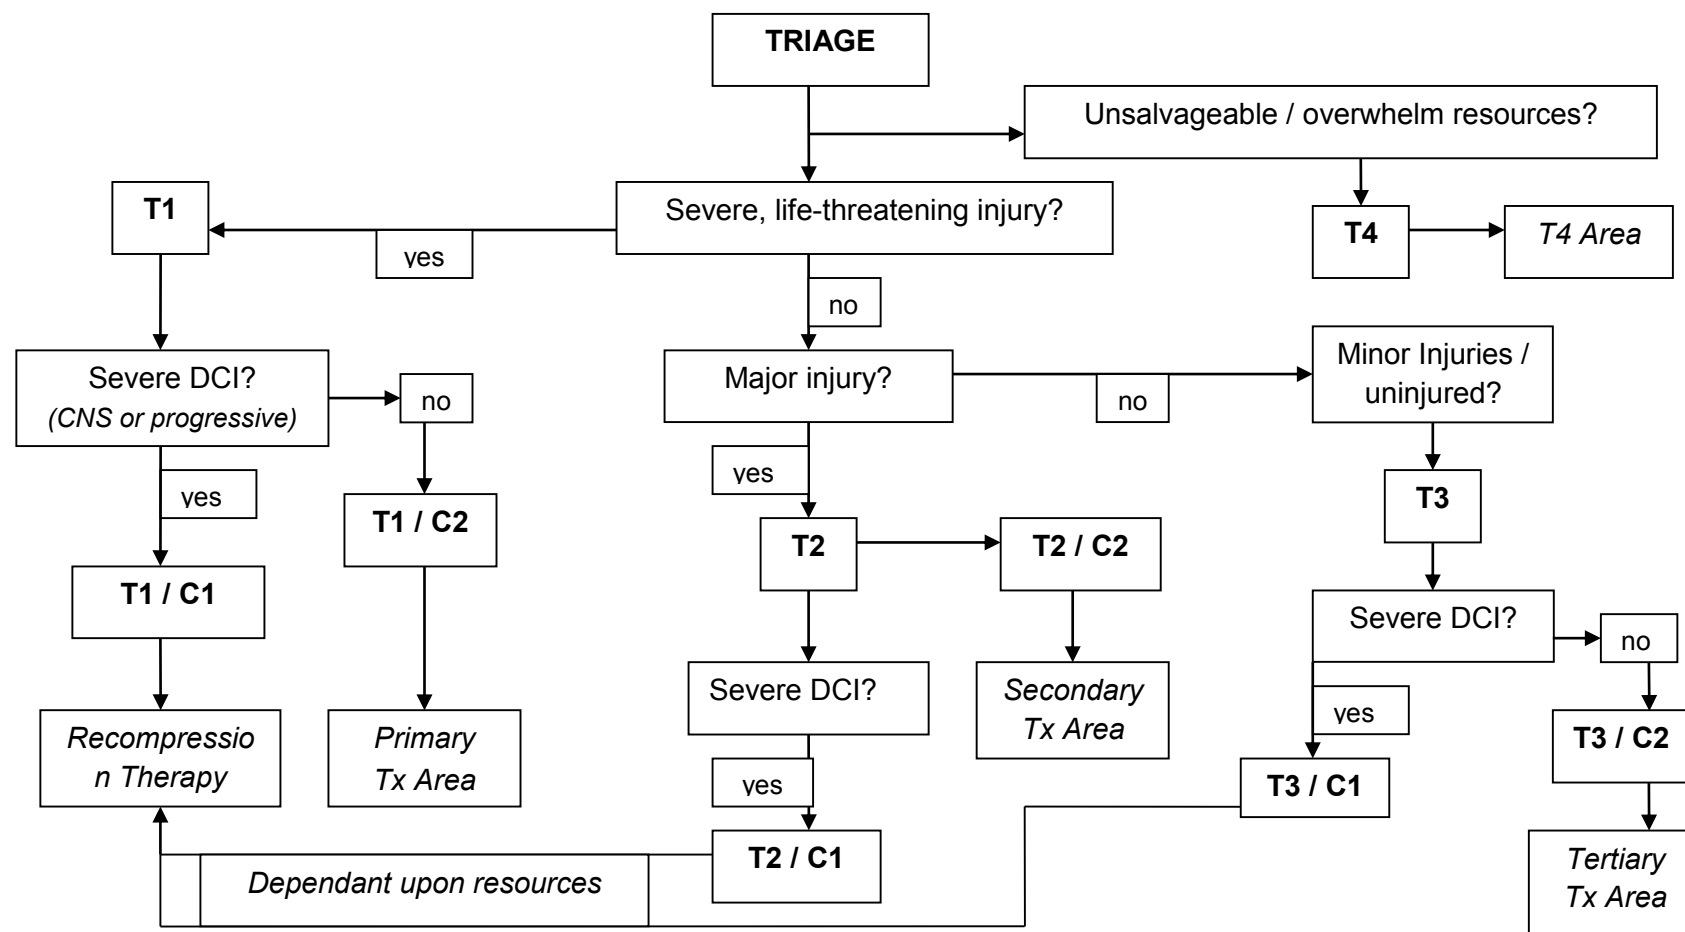 TRIAGE
Unsalvageable / overwhelm resources?
T1
Severe, life-threatening injury?
T4
T4 Area
yes
no
Severe DCI?
(CNS or progressive)
no
Major injury?
no
Minor Injuries /
uninjured?
yes
yes
T3
T1 / C2
T2
T2 / C2
T1 / C1
Severe DCI?
no
Severe DCI?
Secondary
Tx Area
yes
Recompressio
n Therapy
Primary
Tx Area
T3 / C2
yes
T3 / C1
T2 / C1
Dependant upon resources
Tertiary
Tx Area